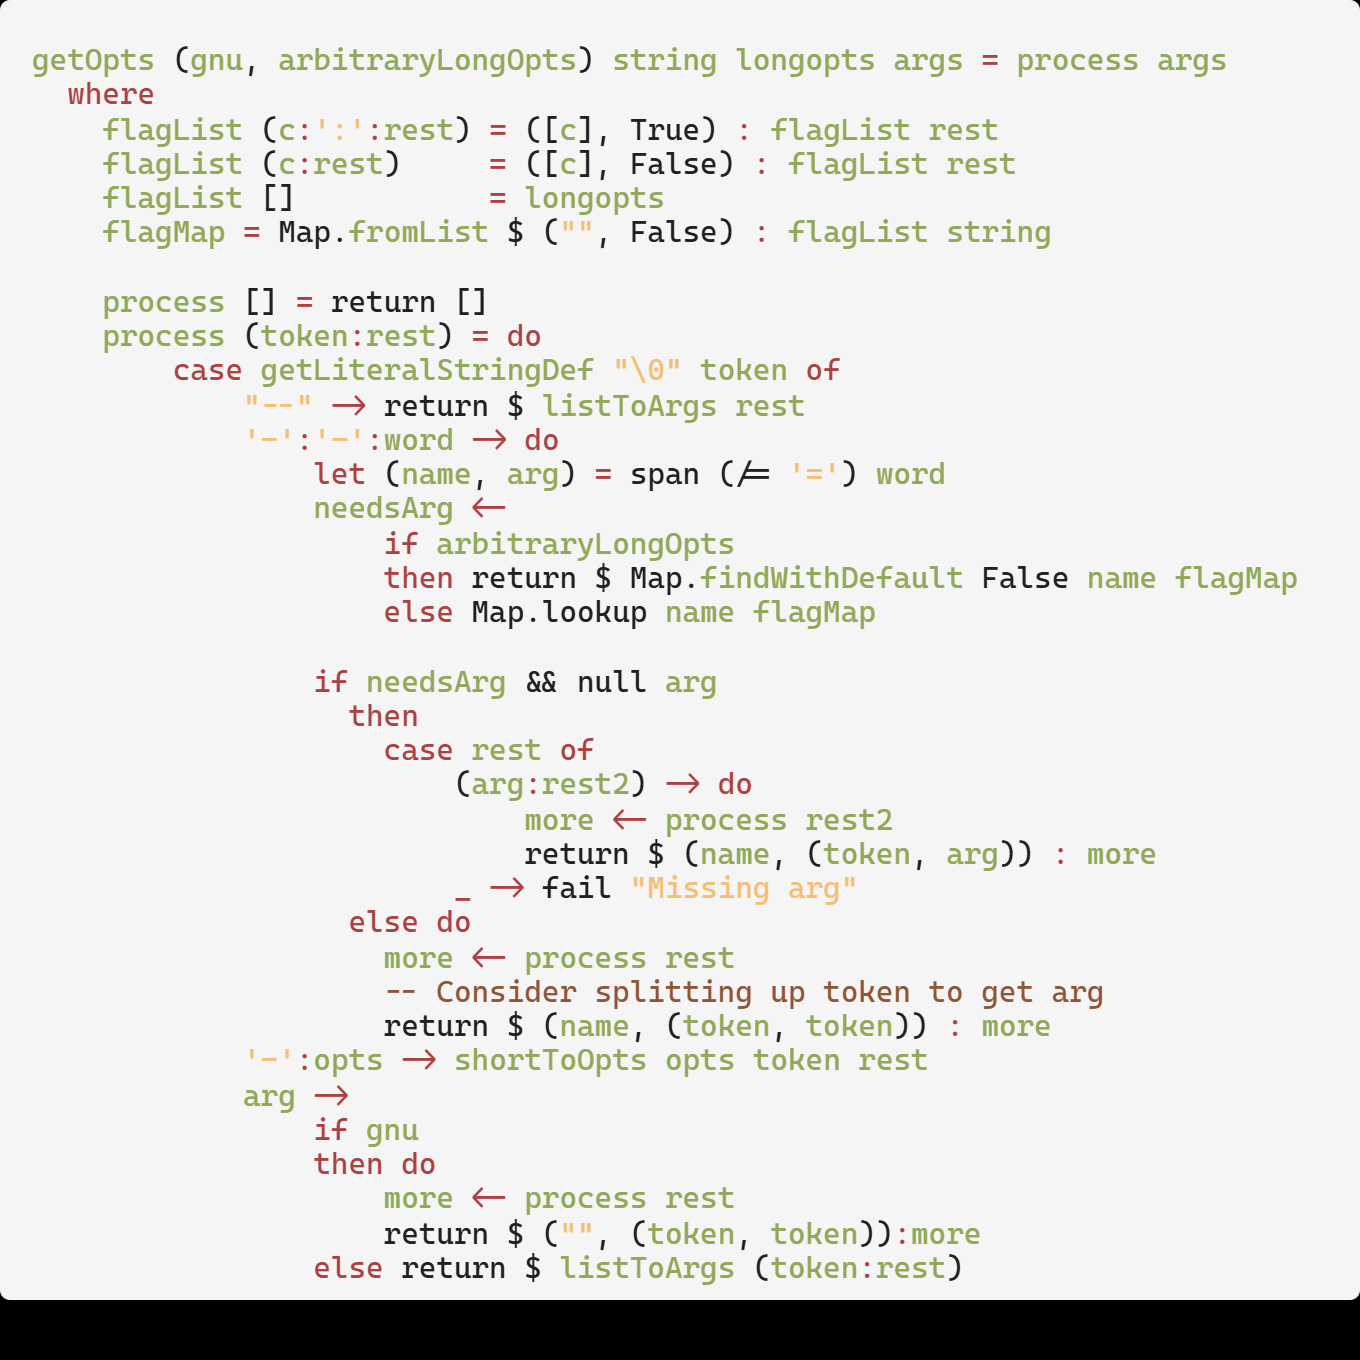 getOpts (gnu, arbitraryLongOpts) string longopts args = process args
  where
    flagList (c:':':rest) = ([c], True) : flagList rest
    flagList (c:rest)     = ([c], False) : flagList rest
    flagList []           = longopts
    flagMap = Map.fromList $ ("", False) : flagList string

    process [] = return []
    process (token:rest) = do
        case getLiteralStringDef "\0" token of
            "--" -> return $ listToArgs rest
            '-':'-':word -> do
                let (name, arg) = span (/= '=') word
                needsArg <-
                    if arbitraryLongOpts
                    then return $ Map.findWithDefault False name flagMap
                    else Map.lookup name flagMap

                if needsArg && null arg
                  then
                    case rest of
                        (arg:rest2) -> do
                            more <- process rest2
                            return $ (name, (token, arg)) : more
                        _ -> fail "Missing arg"
                  else do
                    more <- process rest
                    -- Consider splitting up token to get arg
                    return $ (name, (token, token)) : more
            '-':opts -> shortToOpts opts token rest
            arg ->
                if gnu
                then do
                    more <- process rest
                    return $ ("", (token, token)):more
                else return $ listToArgs (token:rest)